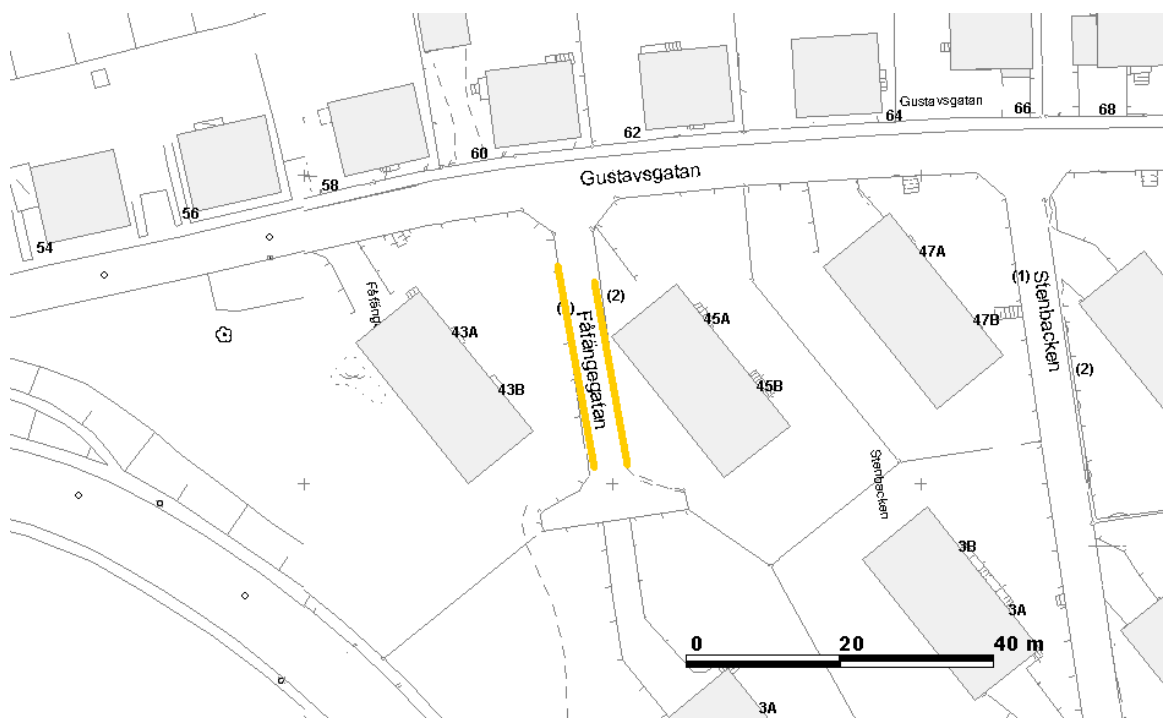 Gustavsgatan
66
68
64
62
60
58
56
54
Gustavsgatan
47A
(1)
Stenbacken
47B
(2)
(2)
Fåfängegatan
43A
43B
45A
45B
Stenbacken
3B
3A
0 20 40 m
3A